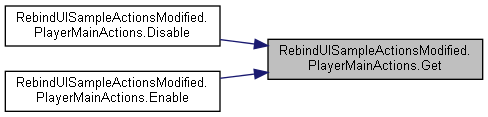 RebindUISampleActionsModified.
PlayerMainActions.Disable
RebindUISampleActionsModified.
PlayerMainActions.Get
RebindUISampleActionsModified.
PlayerMainActions.Enable